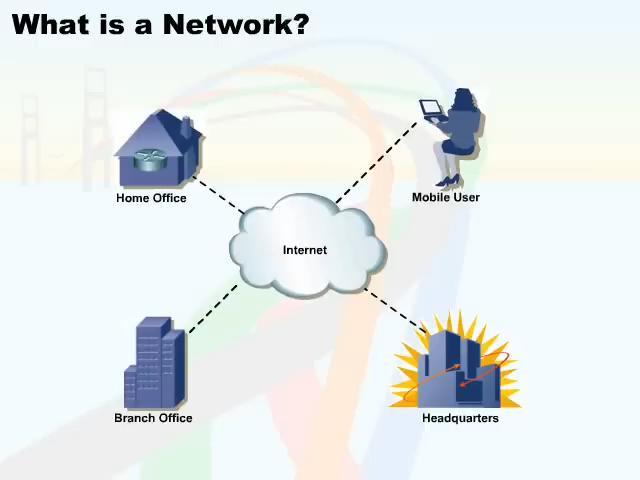 What is a Network?
Home Office
Mobile User
Internet
Branch Office
Headquarters